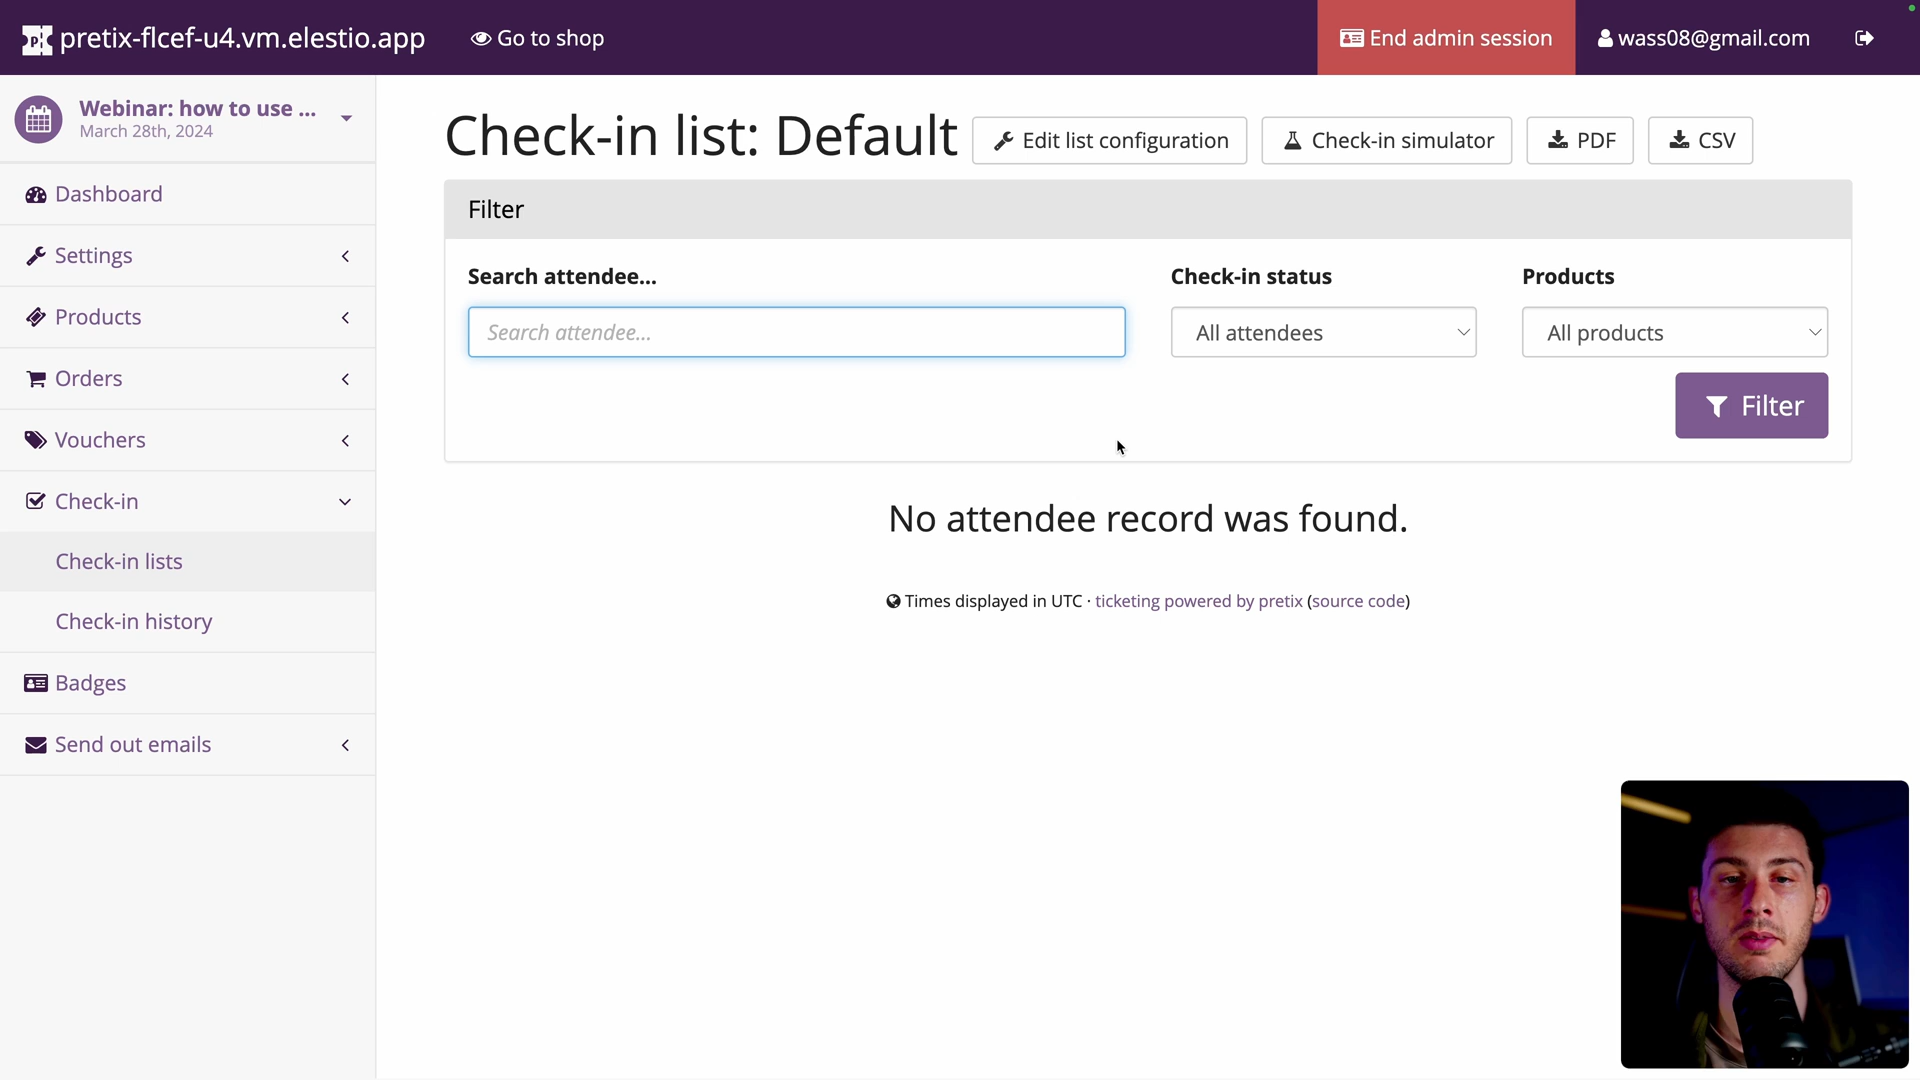 pretix-flcef-u4.vm.elestio.app
Go to shop
End admin session
wass08@gmail.com
Webinar: how to use ...
March 28th, 2024
Dashboard
Settings
Products
Orders
Vouchers
Check-in
Check-in lists
Check-in history
Badges
Send out emails
Check-in list: Default
Edit list configuration
Check-in simulator
PDF
CSV
Filter
Search attendee...
Check-in status
Products
Search attendee...
All attendees
All products
Filter
No attendee record was found.
Times displayed in UTC · ticketing powered by pretix (source code)